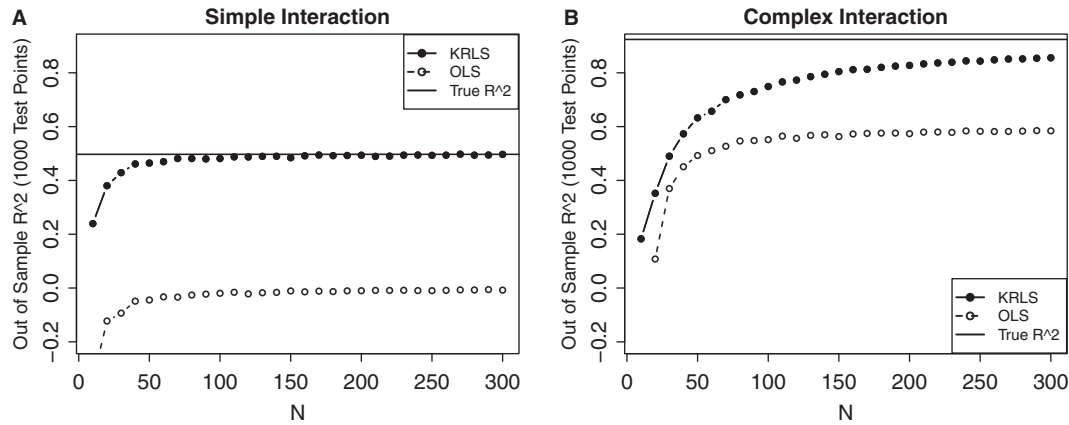 A
Simple Interaction
Out of Sample R^2 (1000 Test Points)
0.8
0.6
0.4
0.2
0.0
−0.2
KRLS
OLS
True R^2
0 50 100 150 200 250 300
N
B
Complex Interaction
Out of Sample R^2 (1000 Test Points)
0.8
0.6
0.4
0.2
0.0
−0.2
KRLS
OLS
True R^2
0 50 100 150 200 250 300
N